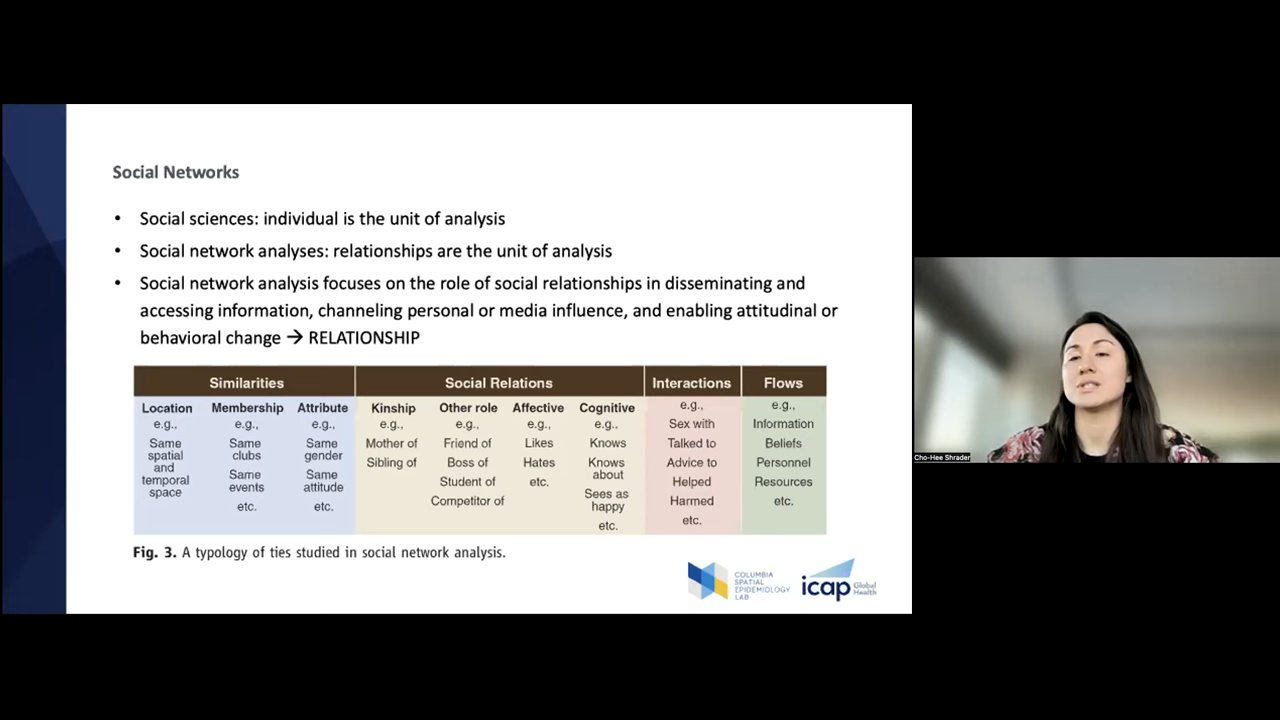 Social Networks
• Social sciences: individual is the unit of analysis
• Social network analyses: relationships are the unit of analysis
• Social network analysis focuses on the role of social relationships in disseminating and
accessing information, channeling personal or media influence, and enabling attitudinal or
behavioral change → RELATIONSHIP
Similarities
Social Relations
Interactions
Flows
Location
e.g.,
Same
spatial
and
temporal
space
Membership
e.g.,
Same
clubs
Same
events
etc.
Attribute
e.g.,
Same
gender
Same
attitude
etc.
Kinship
e.g.,
Mother of
Sibling of
Other role
e.g.,
Friend of
Boss of
Student of
Competitor of
Affective
e.g.,
Likes
Hates
etc.
Cognitive
e.g.,
Knows
Knows
about
Sees as
happy
etc.
e.g.,
Sex with
Talked to
Advice to
Helped
Harmed
etc.
e.g.,
Information
Beliefs
Personnel
Resources
etc.
Fig. 3. A typology of ties studied in social network analysis.
COLUMBIA
SPATIAL
EPIDEMIOLOGY
LAB
icap Global
Health
Cho-Hee Shrader